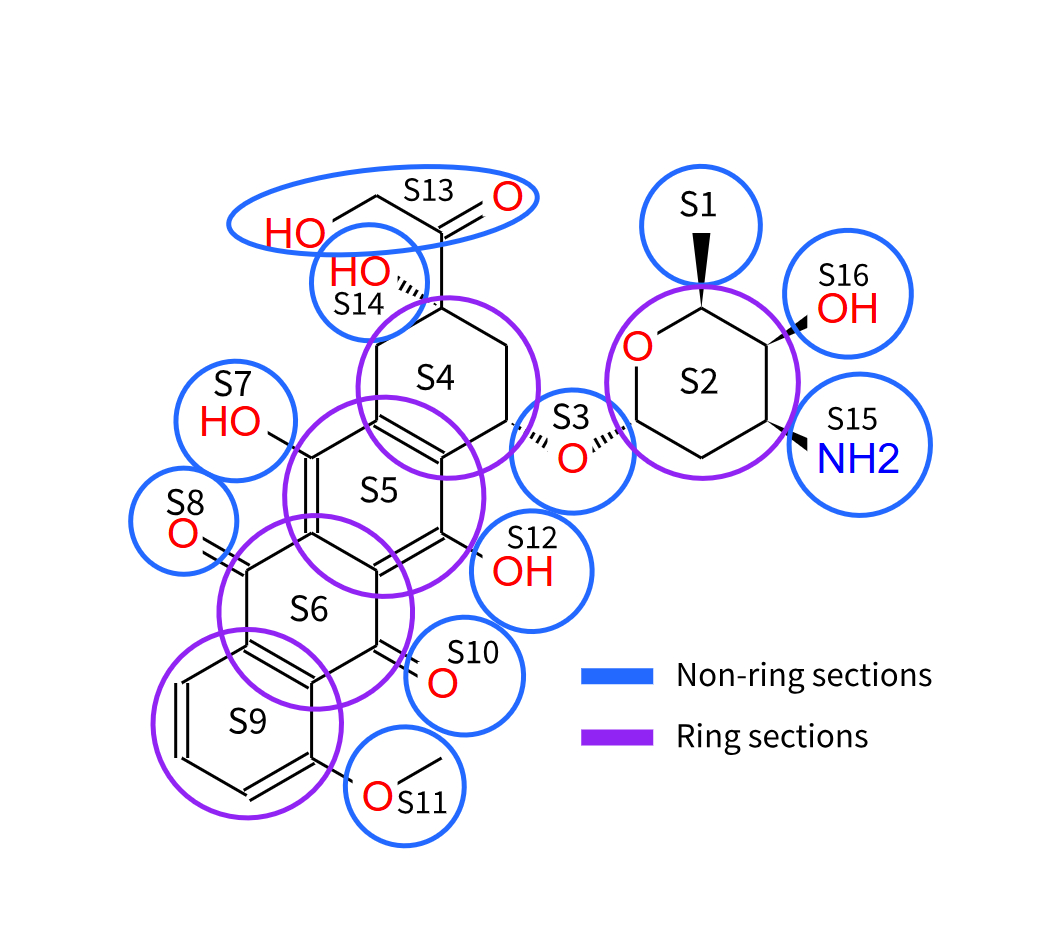 S13
O
HO
HO
S14
S1
S16
OH
O
S2
S4
S7
HO
S3
O
S15
NH2
S5
S8
O
S12
OH
S6
S10
O
S9
O
S11
Non-ring sections
Ring sections